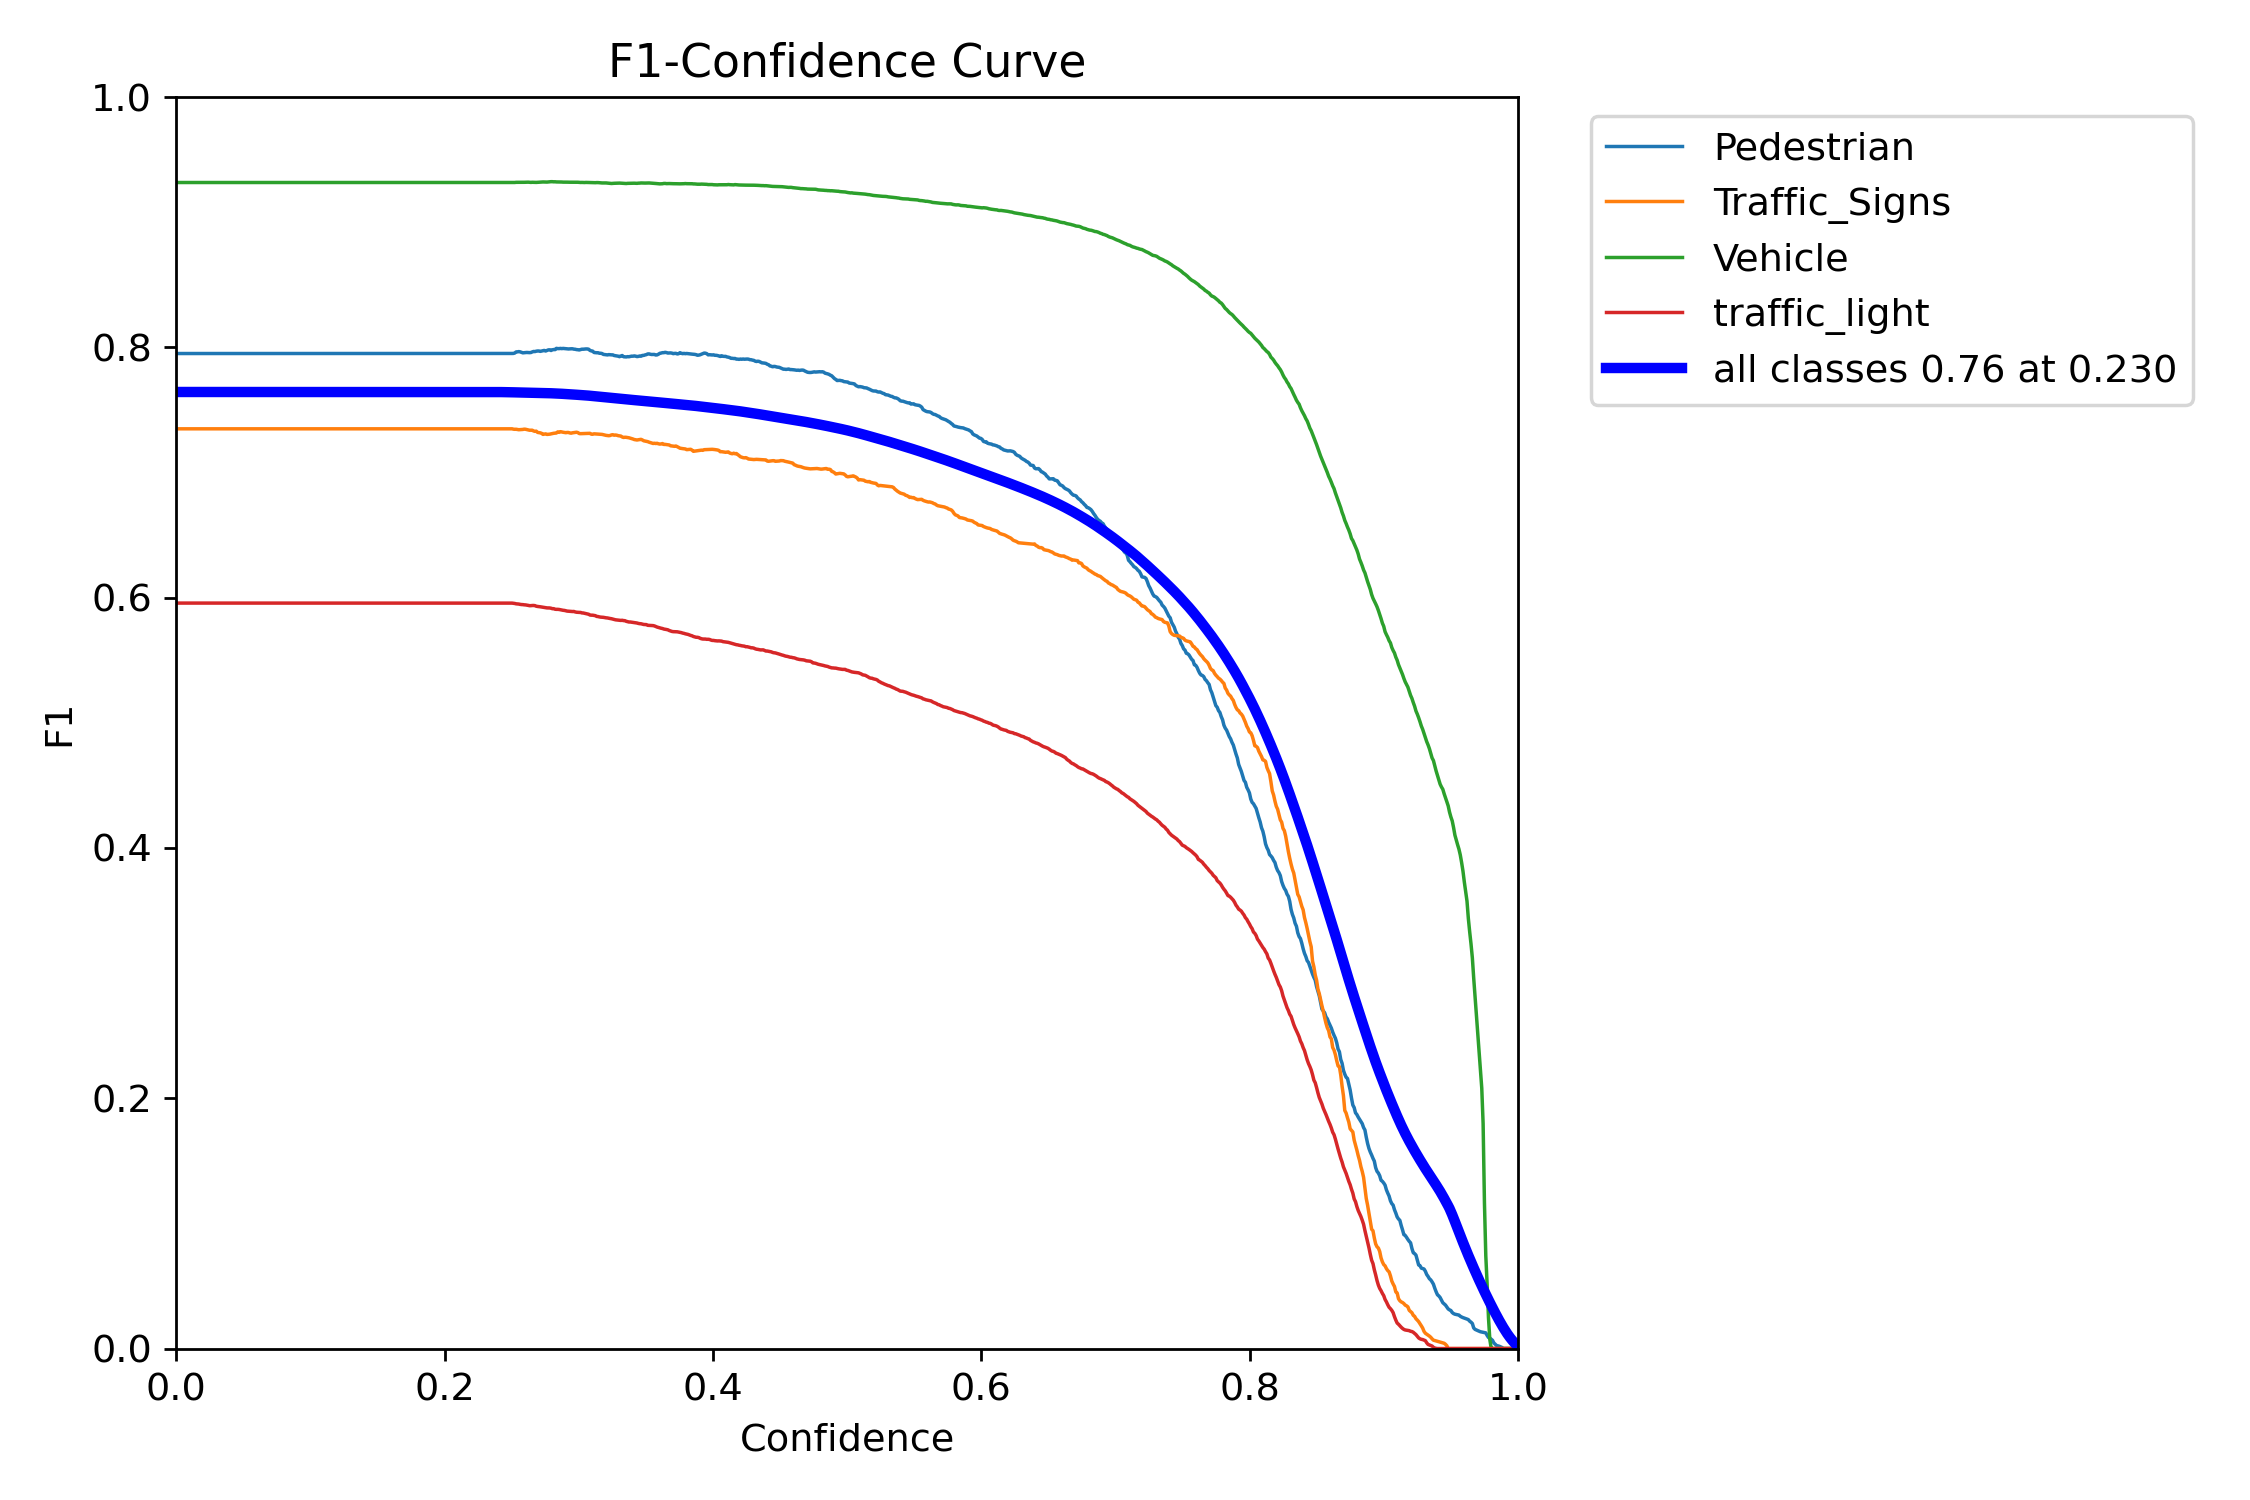 F1-Confidence Curve
1.0
0.8
0.6
0.4
0.2
0.0
F1
0.0 0.2 0.4 0.6 0.8 1.0
Confidence
Pedestrian
Traffic_Signs
Vehicle
traffic_light
all classes 0.76 at 0.230